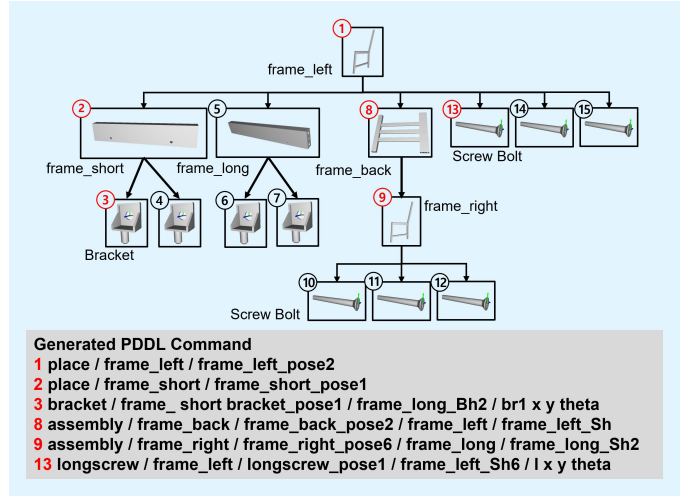 1
frame_left
2
5
8
13
14
15
frame_short
frame_long
frame_back
Screw Bolt
3
4
6
7
9
frame_right
Bracket
10
11
12
Screw Bolt
Generated PDDL Command
1 place / frame_left / frame_left_pose2
2 place / frame_short / frame_short_pose1
3 bracket / frame_ short bracket_pose1 / frame_long_Bh2 / br1 x y theta
8 assembly / frame_back / frame_back_pose2 / frame_left / frame_left_Sh
9 assembly / frame_right / frame_right_pose6 / frame_long / frame_long_Sh2
13 longscrew / frame_left / longscrew_pose1 / frame_left_Sh6 / l x y theta